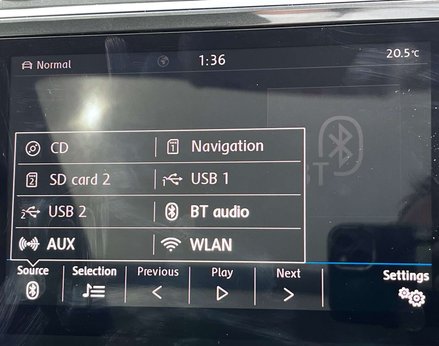 Normal 1:36 20.5°C
CD Navigation
SD card 2 USB 1
USB 2 BT audio
AUX WLAN
BT
Source Selection Previous Play Next Settings